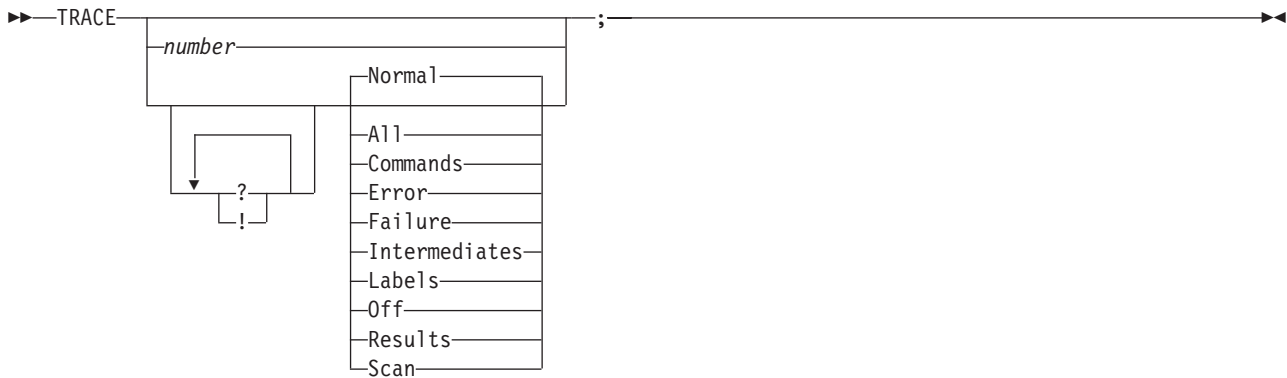 TRACE ;
number
Normal
All
Commands
?
Error
!
Failure
Intermediates
Labels
Off
Results
Scan